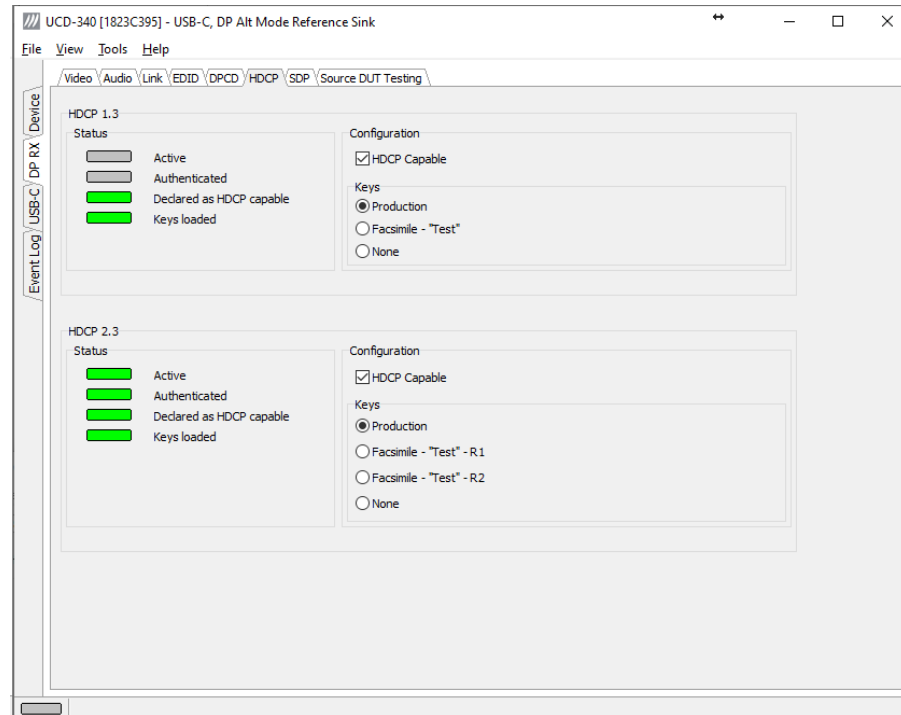 UCD-340 [1823C395] - USB-C, DP Alt Mode Reference Sink
File View Tools Help
Video Audio Link EDID DPCD HDCP SDP Source DUT Testing
Device
DP RX
USB-C
Event Log
HDCP 1.3
Status
Active
Authenticated
Declared as HDCP capable
Keys loaded
Configuration
HDCP Capable
Keys
Production
Facsimile - "Test"
None
HDCP 2.3
Status
Active
Authenticated
Declared as HDCP capable
Keys loaded
Configuration
HDCP Capable
Keys
Production
Facsimile - "Test" - R1
Facsimile - "Test" - R2
None